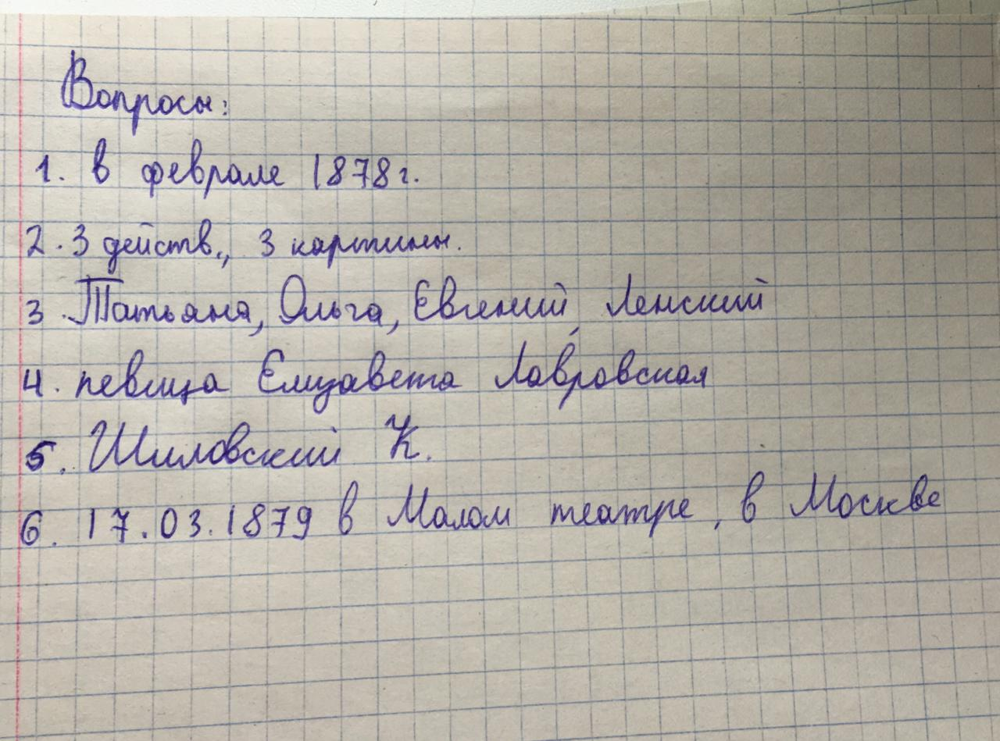 Вопросы:
1. в феврале 1878г.
2. 3 действ., 3 картины.
3. Татьяна, Ольга, Евгений, Ленский
4. певица Елизавета Лавровская
5. Шиловский К.
6. 17.03.1879 в Малом театре, в Москве